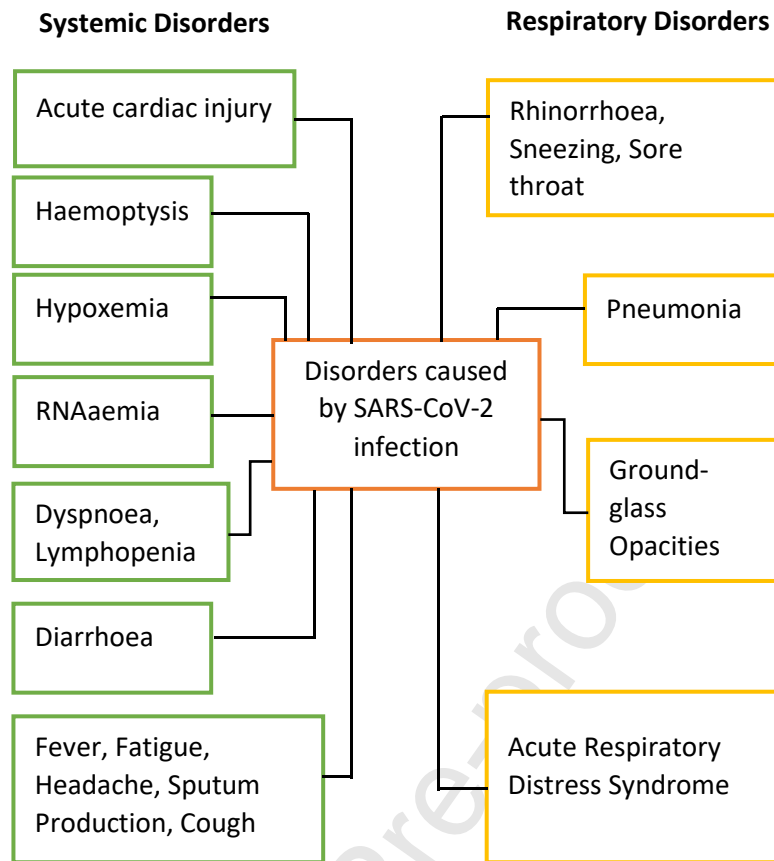 Systemic Disorders
Respiratory Disorders
Acute cardiac injury
Haemoptysis
Hypoxemia
RNAaemia
Dyspnoea,
Lymphopenia
Diarrhoea
Fever, Fatigue,
Headache, Sputum
Production, Cough
Disorders caused
by SARS-CoV-2
infection
Rhinorrhoea,
Sneezing, Sore
throat
Pneumonia
Ground-
glass
Opacities
Acute Respiratory
Distress Syndrome